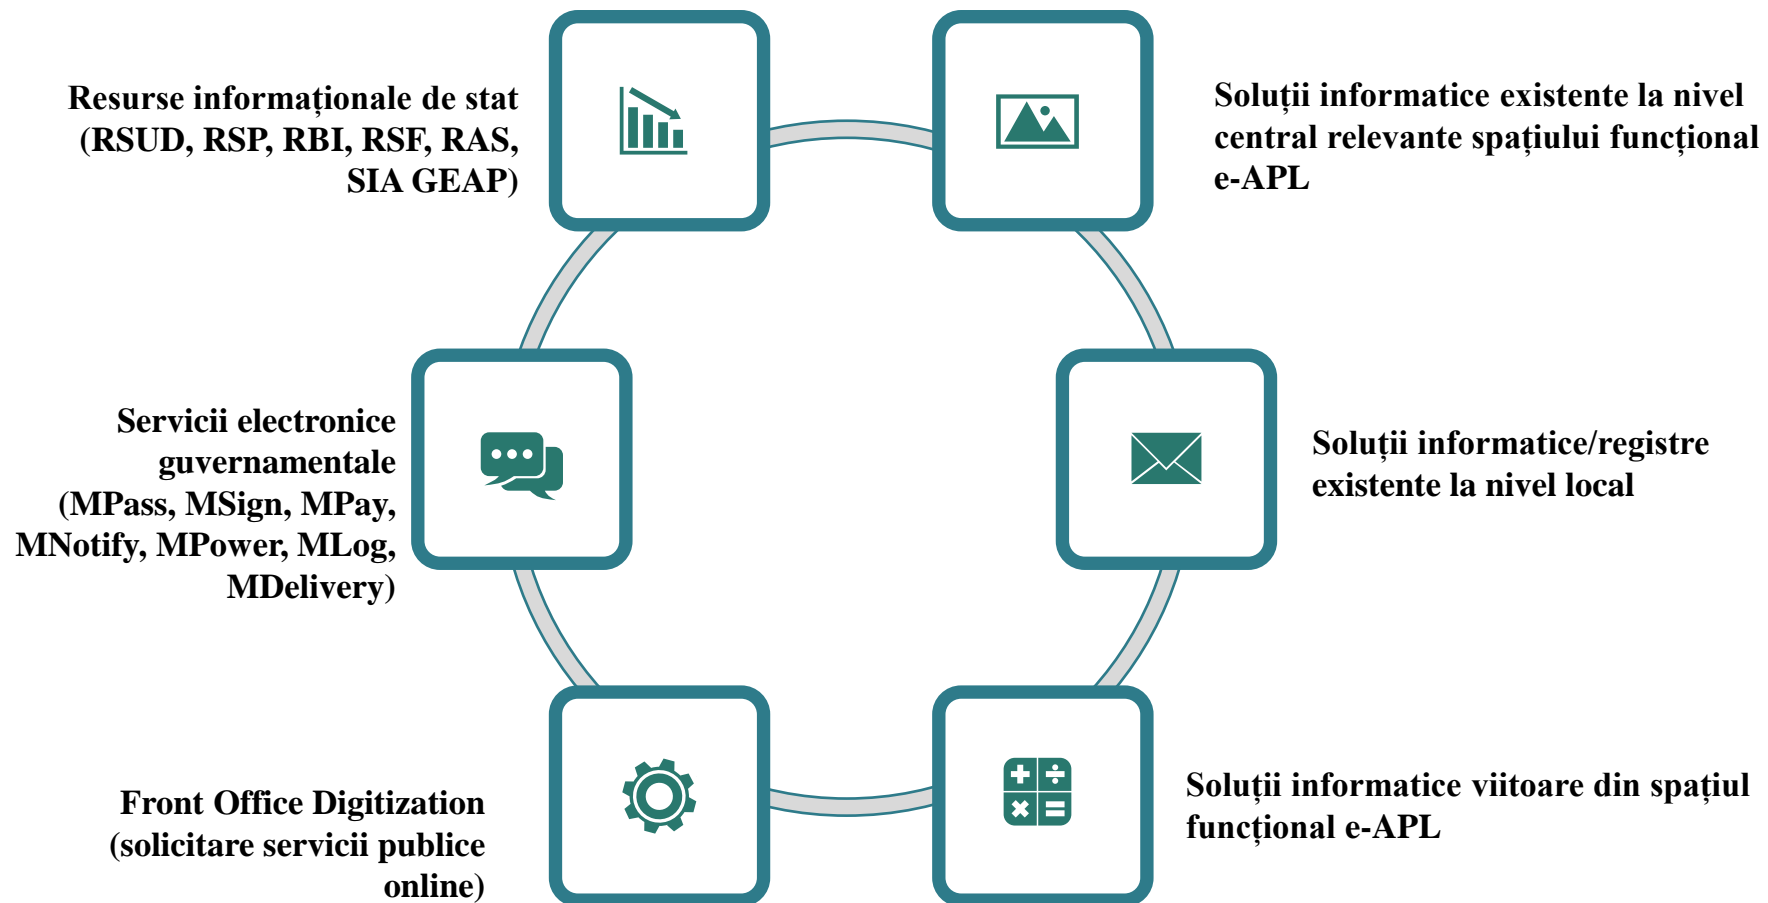 Resurse informaționale de stat
(RSUD, RSP, RBI, RSF, RAS,
SIA GEAP)
Soluții informatice existente la nivel
central relevante spațiului funcțional
e-APL
Servicii electronice
guvernamentale
(MPass, MSign, MPay,
MNotify, MPower, MLog,
MDelivery)
Soluții informatice/registre
existente la nivel local
Front Office Digitization
(solicitare servicii publice
online)
Soluții informatice viitoare din spațiul
funcțional e-APL